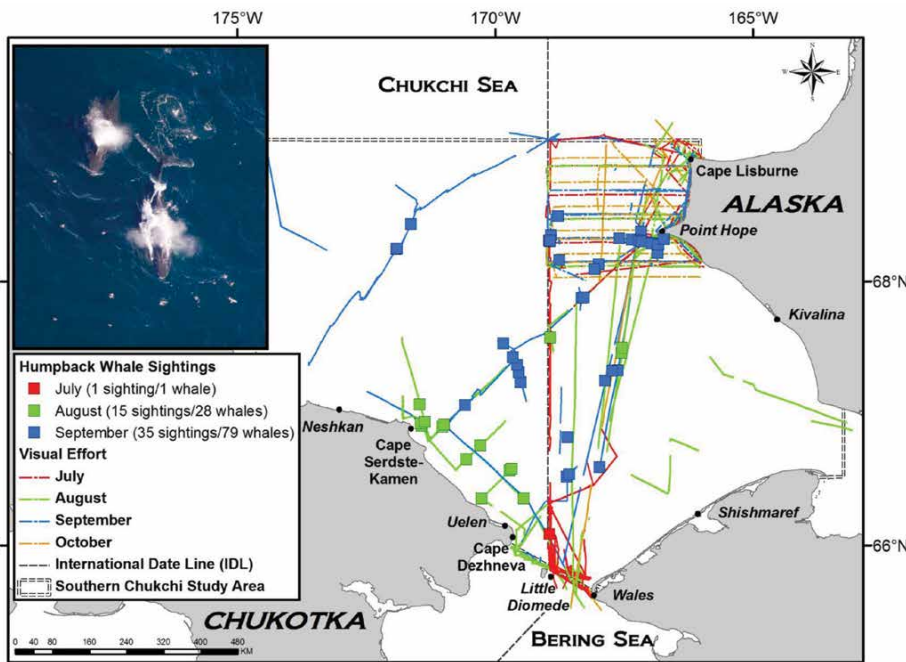 175°W
170°W
165°W
CHUKCHI SEA
N
W
E
S
Cape Lisburne
ALASKA
Point Hope
68°N
Kivalina
Humpback Whale Sightings
July (1 sighting/1 whale)
August (15 sightings/28 whales)
September (35 sightings/79 whales)
Visual Effort
July
August
September
October
International Date Line (IDL)
Southern Chukchi Study Area
Neshkan
Cape
Serdste-
Kamen
Uelen
Cape
Dezhneva
Shishmaref
66°N
Little
Diomede
Wales
CHUKOTKA
BERING SEA
0 40 80 160 240 320 400 480
KM